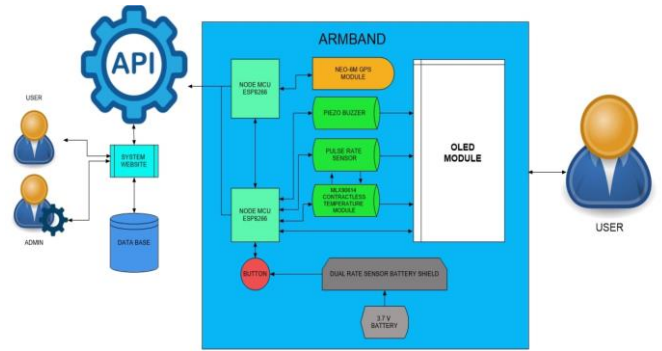 ARMBAND
API
NODE MCU
ESP8266
NEO-6M GPS
MODULE
USER
PIEZO BUZZER
OLED
MODULE
SYSTEM
WEBSITE
PULSE RATE
SENSOR
MLX90614
CONTRACTLESS
TEMPERATURE
MODULE
NODE MCU
ESP8266
USER
ADMIN
DATA BASE
BUTTON
DUAL RATE SENSOR BATTERY SHIELD
3.7 V
BATTERY